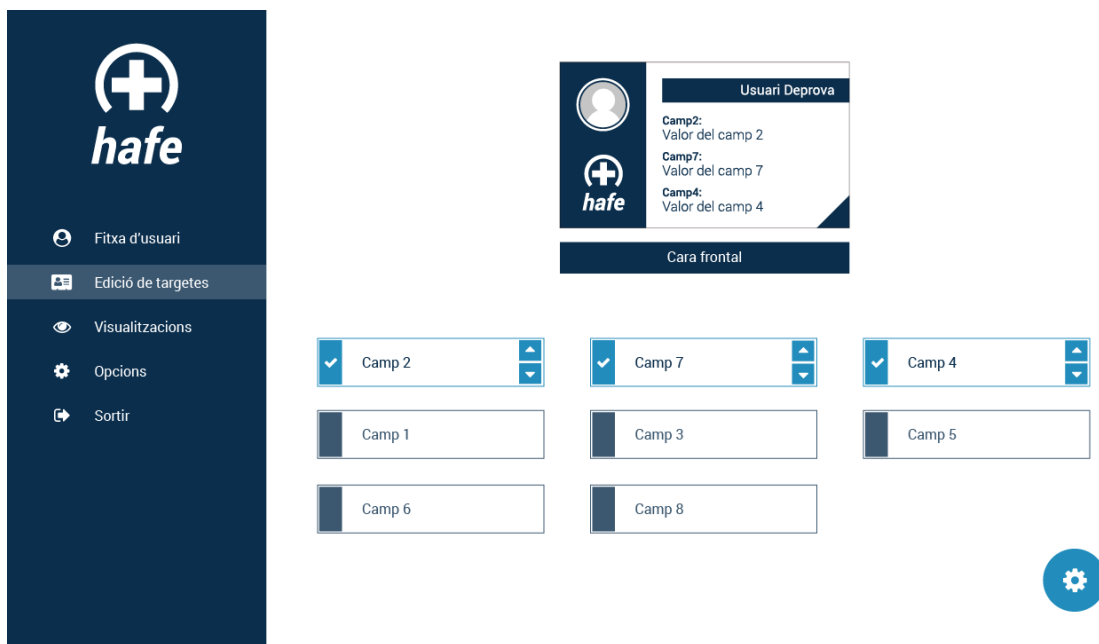 hafe
Fitxa d'usuari
Edició de targetes
Visualitzacions
Opcions
Sortir
Usuari Deprova
Camp2:
Valor del camp 2
Camp7:
Valor del camp 7
Camp4:
Valor del camp 4
hafe
Cara frontal
Camp 2
Camp 7
Camp 4
Camp 1
Camp 3
Camp 5
Camp 6
Camp 8